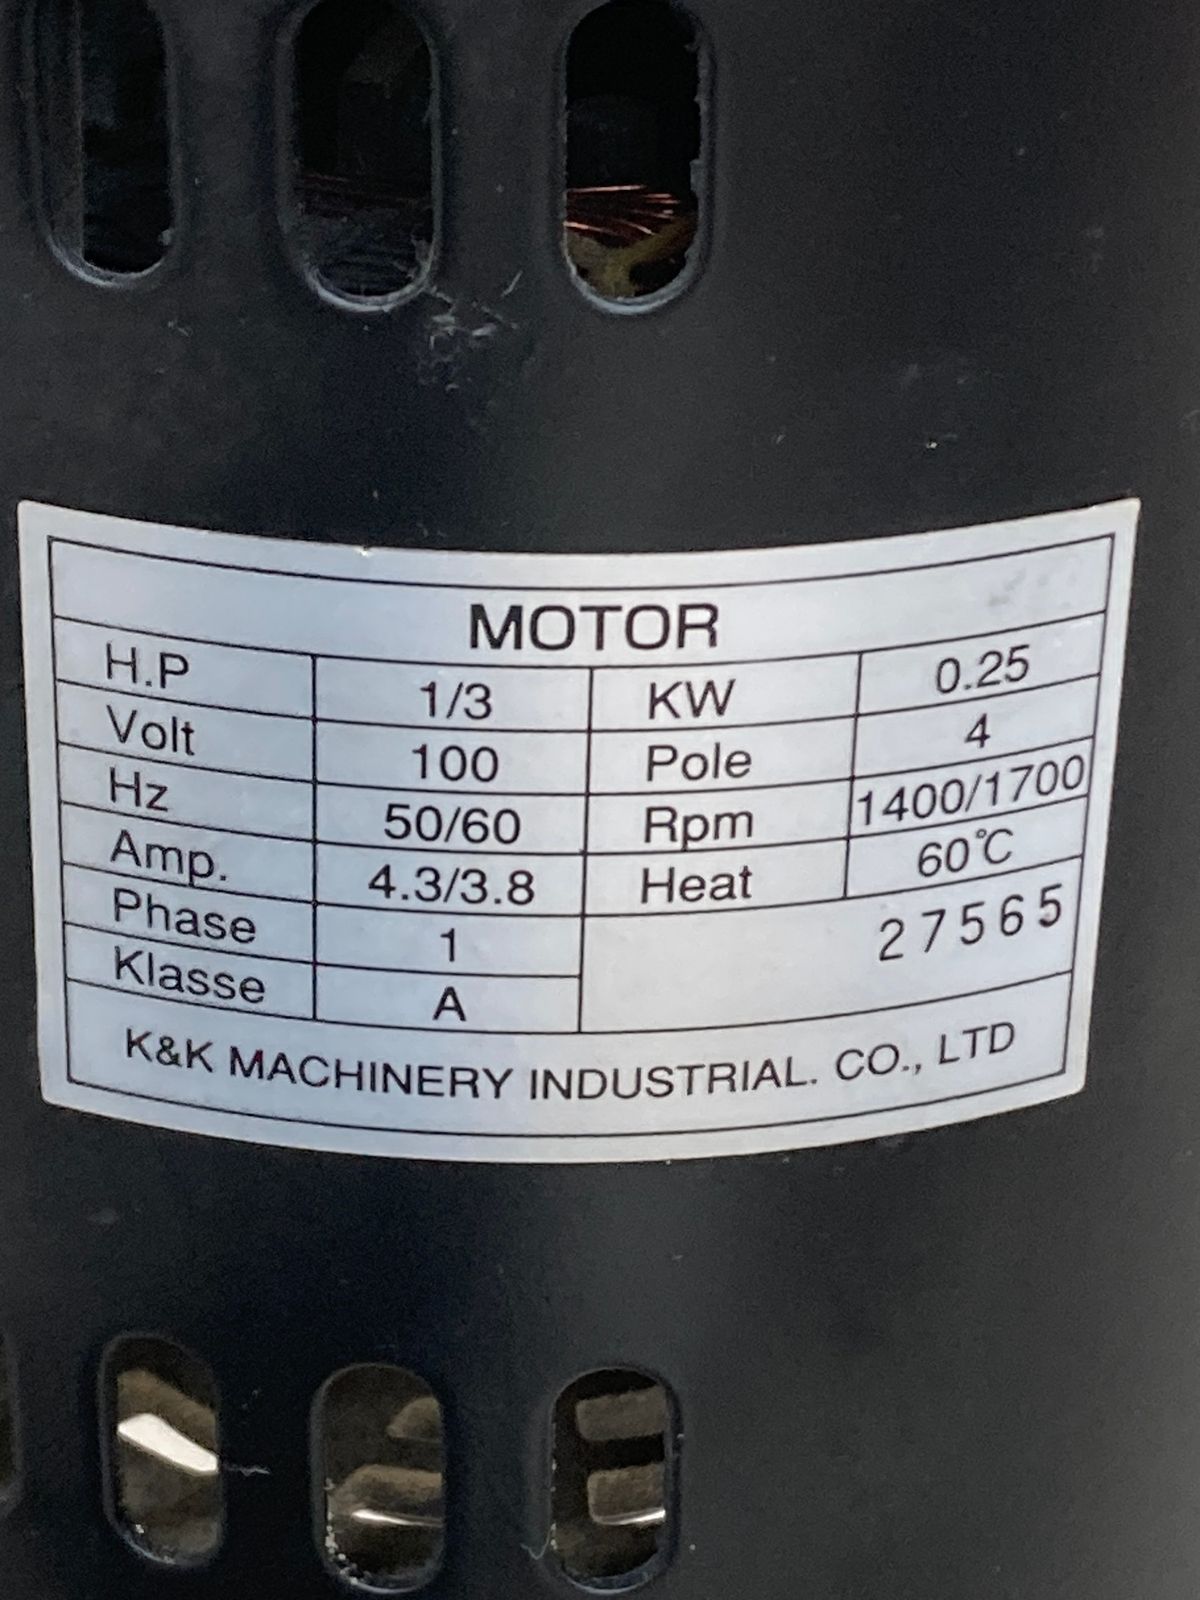 MOTOR
H.P 1/3 KW 0.25
Volt 100 Pole 4
Hz 50/60 Rpm 1400/1700
Amp. 4.3/3.8 Heat 60℃
Phase 1 27565
Klasse A
K&K MACHINERY INDUSTRIAL. CO., LTD